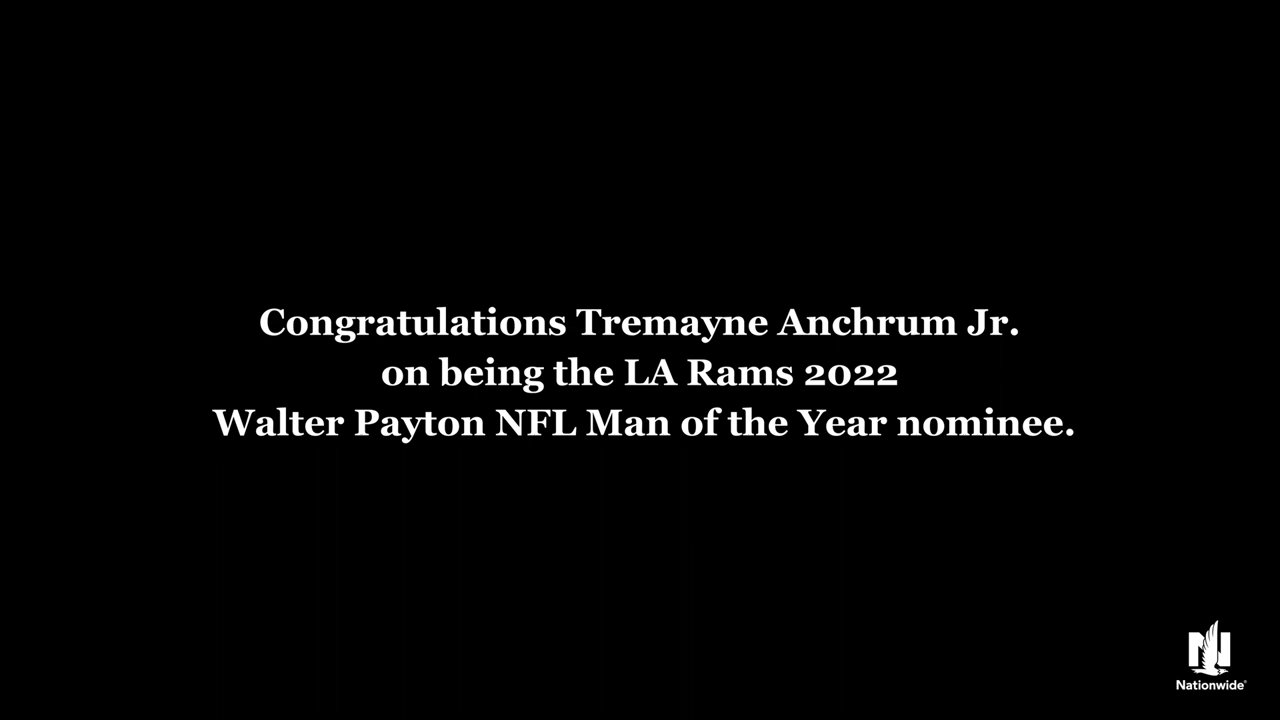 Congratulations Tremayne Anchrum Jr.
on being the LA Rams 2022
Walter Payton NFL Man of the Year nominee.
N
Nationwide®